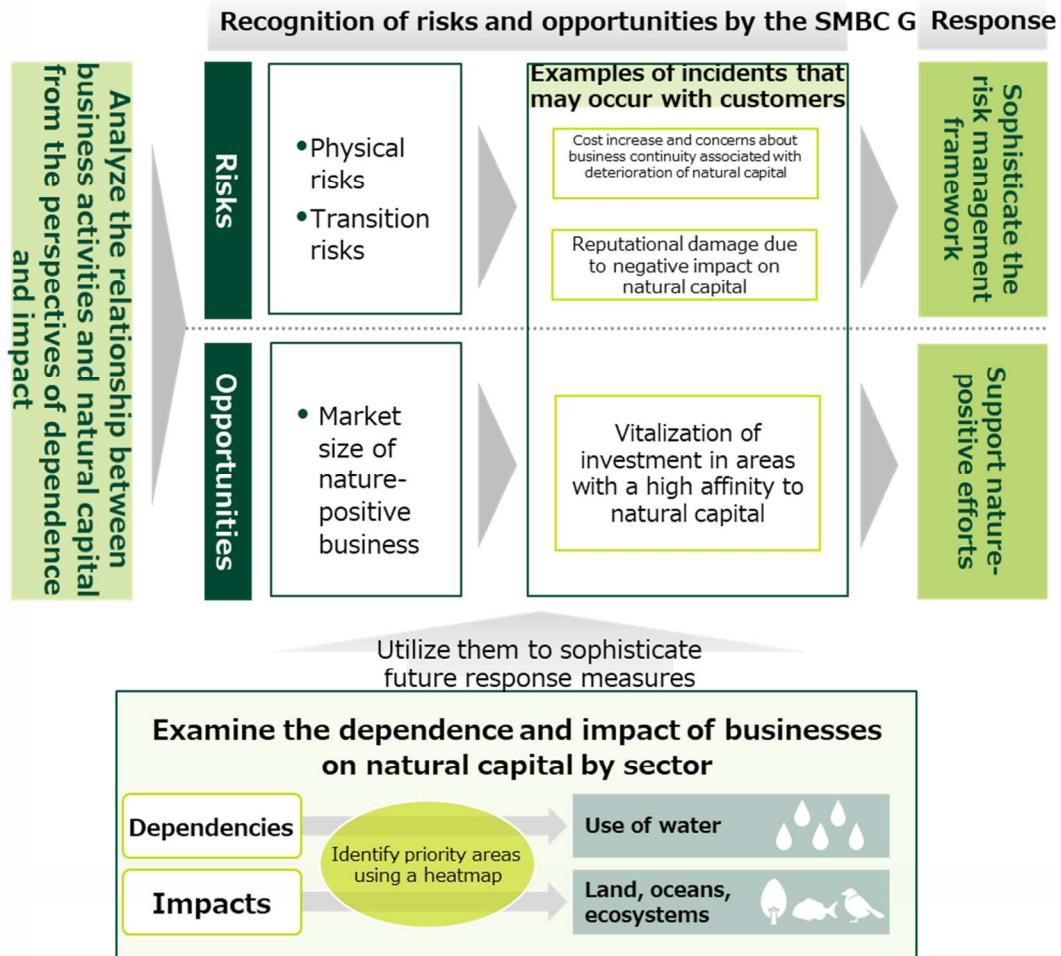 Recognition of risks and opportunities by the SMBC G
Response
Analyze the relationship between
business activities and natural capital
from the perspectives of dependence
and impact
Risks
•Physical
risks
•Transition
risks
Examples of incidents that
may occur with customers
Cost increase and concerns about
business continuity associated with
deterioration of natural capital
Reputational damage due
to negative impact on
natural capital
Sophisticate the
risk management
framework
Opportunities
• Market
size of
nature-
positive
business
Vitalization of
investment in areas
with a high affinity to
natural capital
Support nature-
positive efforts
Utilize them to sophisticate
future response measures
Examine the dependence and impact of businesses
on natural capital by sector
Dependencies
Identify priority areas
using a heatmap
Use of water
Impacts
Land, oceans,
ecosystems